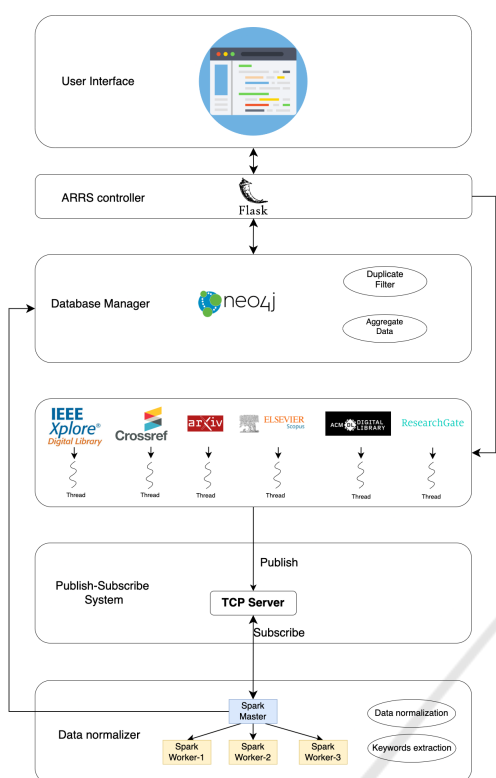 User Interface
ARRS controller
Flask
Database Manager
neo4j
Duplicate
Filter
Aggregate
Data
IEEE
Xplore®
Digital Library
Crossref
arXiv
ELSEVIER
Scopus
ACM DL DIGITAL
LIBRARY
ResearchGate
Thread
Thread
Thread
Thread
Thread
Thread
Publish-Subscribe
System
Publish
TCP Server
Subscribe
Data normalizer
Spark
Master
Spark
Worker-1
Spark
Worker-2
Spark
Worker-3
Data normalization
Keywords extraction